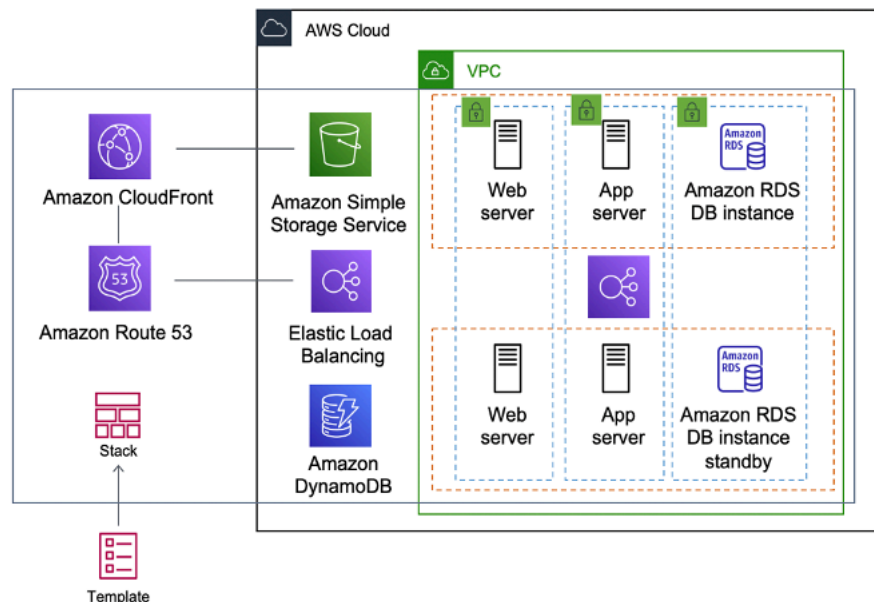 AWS Cloud
VPC
Amazon CloudFront
Amazon Simple
Storage Service
Web
server
App
server
Amazon
RDS
Amazon RDS
DB instance
53
Amazon Route 53
Elastic Load
Balancing
Stack
Amazon
DynamoDB
Web
server
App
server
Amazon
RDS
Amazon RDS
DB instance
standby
Template